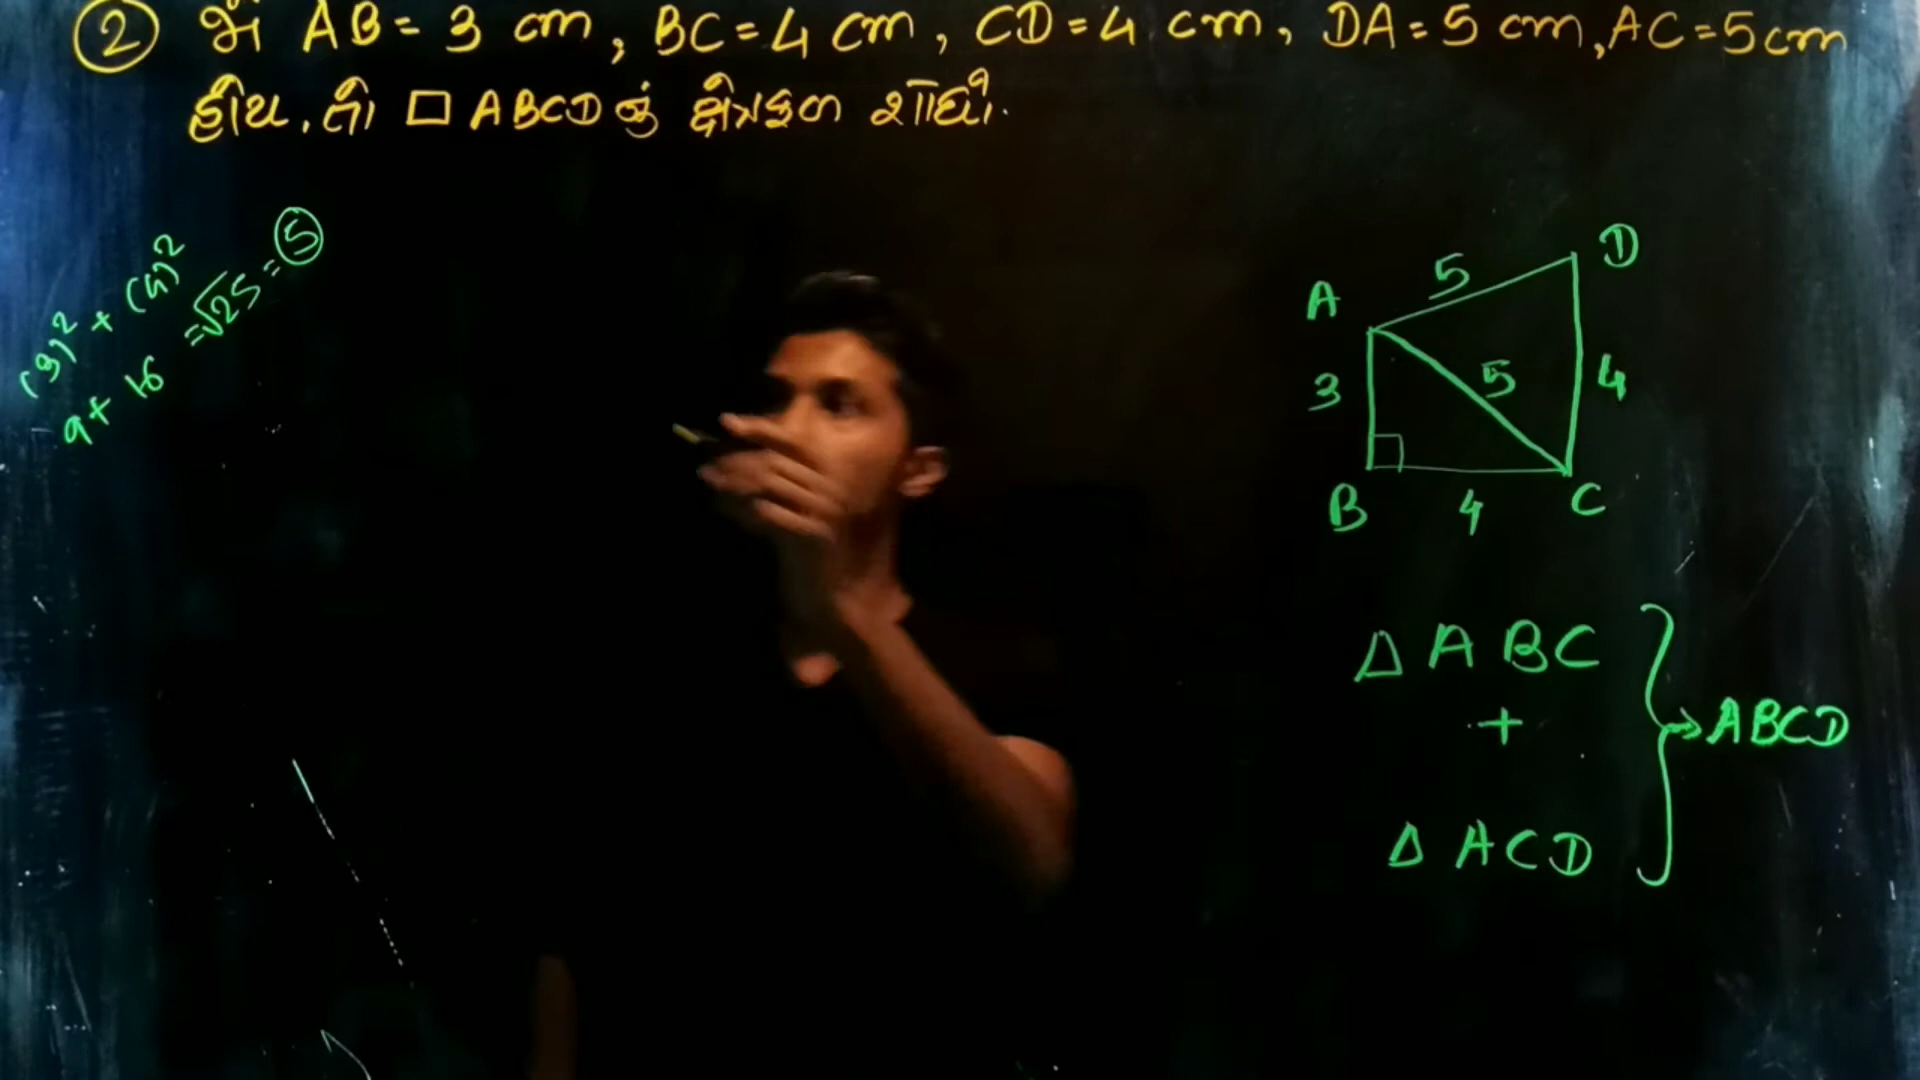 ② માં AB = 3 cm, BC = 4 cm, CD = 4 cm, DA = 5 cm, AC = 5 cm
હોય, તો □ ABCD નું ક્ષેત્રફળ શોધો.
(3)² + (4)²
9 + 16 = √25 = 5
D
5
A
3
5
4
B
4
C
Δ ABC
+
→ ABCD
Δ ACD